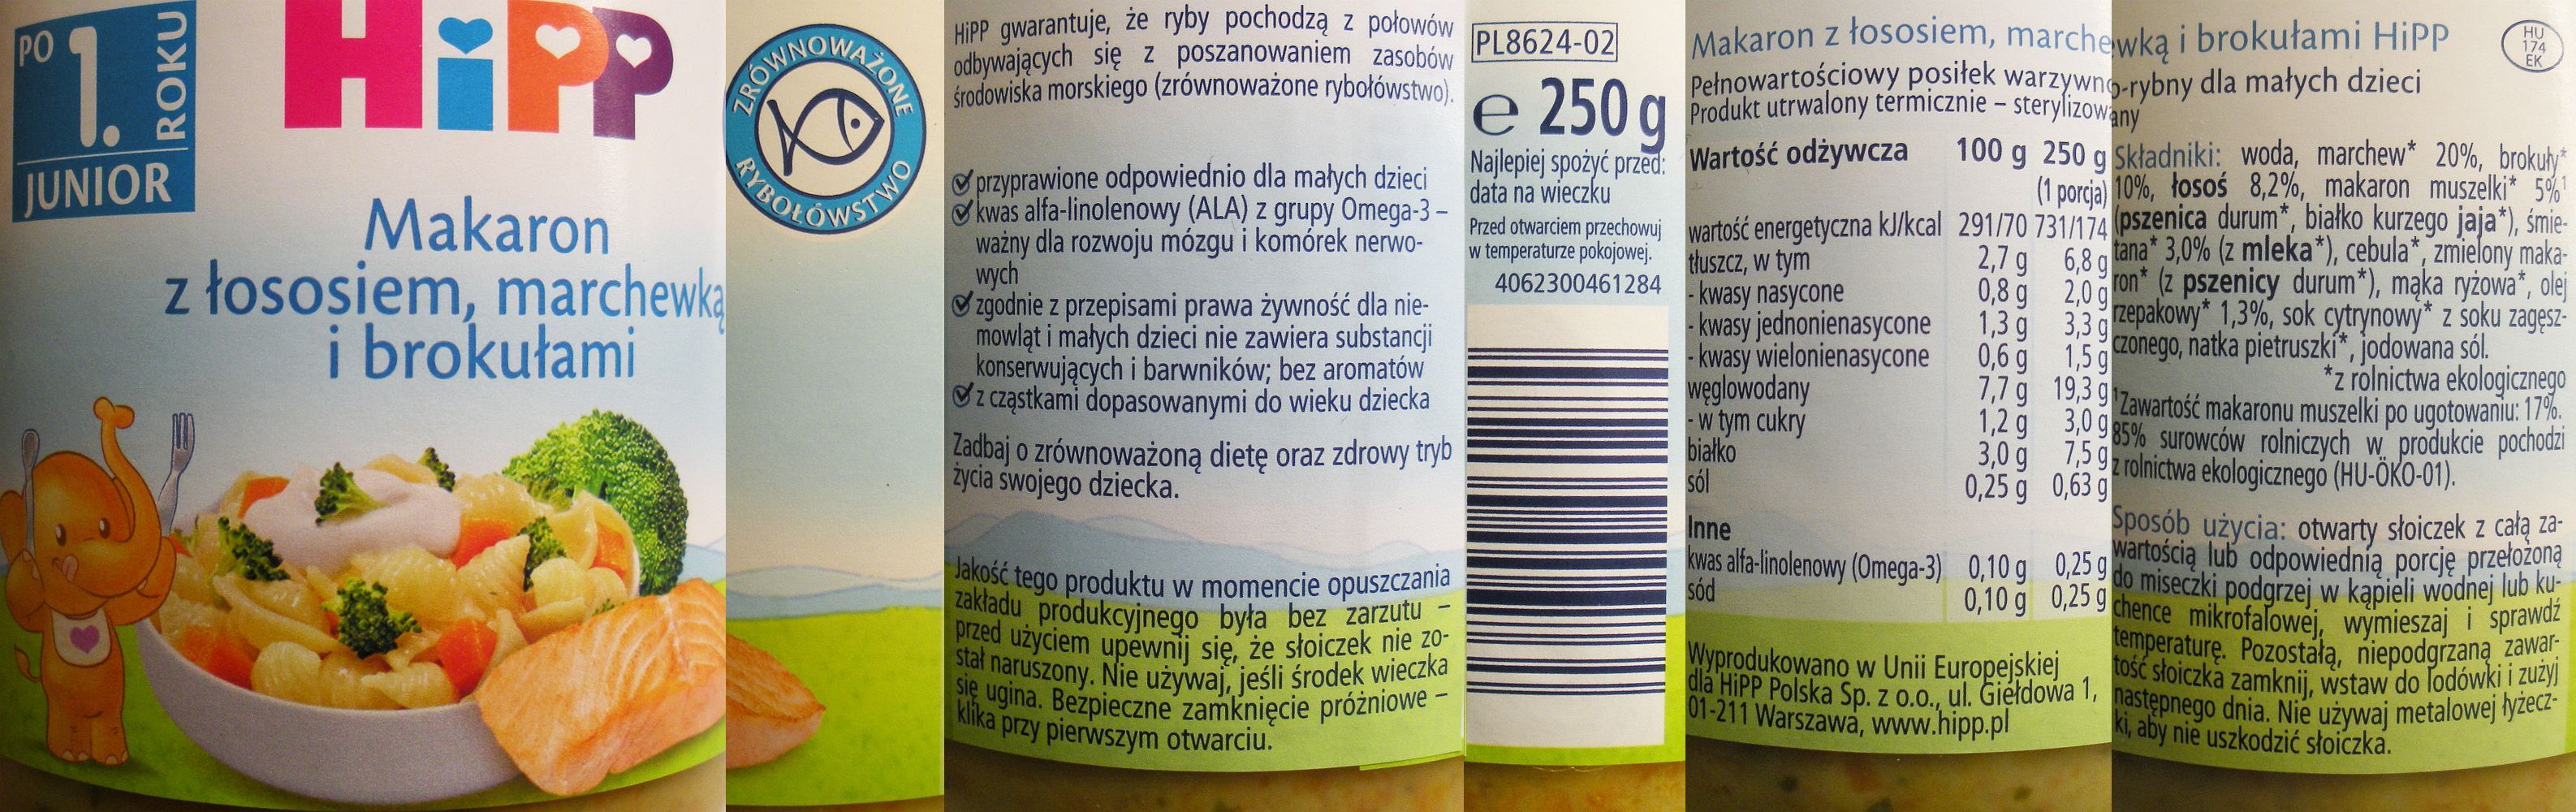 PO 1. ROKU
JUNIOR
HiPP
Makaron
z łososiem, marchewką
i brokułami
ZRÓWNOWAŻONE
RYBOŁÓWSTWO
HiPP gwarantuje, że ryby pochodzą z połowów
odbywających się z poszanowaniem zasobów
środowiska morskiego (zrównoważone rybołówstwo).
przyprawione odpowiednio dla małych dzieci
kwas alfa-linolenowy (ALA) z grupy Omega-3 –
ważny dla rozwoju mózgu i komórek nerwo-
wych
zgodnie z przepisami prawa żywność dla nie-
mowląt i małych dzieci nie zawiera substancji
konserwujących i barwników; bez aromatów
z cząstkami dopasowanymi do wieku dziecka
Zadbaj o zrównoważoną dietę oraz zdrowy tryb
życia swojego dziecka.
Jakość tego produktu w momencie opuszczania
zakładu produkcyjnego była bez zarzutu –
przed użyciem upewnij się, że słoiczek nie zo-
stał naruszony. Nie używaj, jeśli środek wieczka
się ugina. Bezpieczne zamknięcie próżniowe –
klika przy pierwszym otwarciu.
PL8624-02
e 250 g
Najlepiej spożyć przed:
data na wieczku
Przed otwarciem przechowuj
w temperaturze pokojowej.
4062300461284
Makaron z łososiem, marchewką i brokułami HiPP
Pełnowartościowy posiłek warzywno-rybny dla małych dzieci
Produkt utrwalony termicznie – sterylizowany
HU
174
EK
Wartość odżywcza 100 g 250 g
(1 porcja)
wartość energetyczna kJ/kcal 291/70 731/174
tłuszcz, w tym 2,7 g 6,8 g
- kwasy nasycone 0,8 g 2,0 g
- kwasy jednonienasycone 1,3 g 3,3 g
- kwasy wielonienasycone 0,6 g 1,5 g
węglowodany 7,7 g 19,3 g
- w tym cukry 1,2 g 3,0 g
białko 3,0 g 7,5 g
sól 0,25 g 0,63 g
Inne
kwas alfa-linolenowy (Omega-3) 0,10 g 0,25 g
sód 0,10 g 0,25 g
Wyprodukowano w Unii Europejskiej
dla HiPP Polska Sp. z o.o., ul. Giełdowa 1,
01-211 Warszawa, www.hipp.pl
Składniki: woda, marchew* 20%, brokuły*
10%, łosoś 8,2%, makaron muszelki* 5%¹
(pszenica durum*, białko kurzego jaja*), śmie-
tana* 3,0% (z mleka*), cebula*, zmielony maka-
ron* (z pszenicy durum*), mąka ryżowa*, olej
rzepakowy* 1,3%, sok cytrynowy* z soku zagęsz-
czonego, natka pietruszki*, jodowana sól.
*z rolnictwa ekologicznego
¹Zawartość makaronu muszelki po ugotowaniu: 17%.
85% surowców rolniczych w produkcie pochodzi
z rolnictwa ekologicznego (HU-ÖKO-01).
Sposób użycia: otwarty słoiczek z całą za-
wartością lub odpowiednią porcję przełożoną
do miseczki podgrzej w kąpieli wodnej lub ku-
chence mikrofalowej, wymieszaj i sprawdź
temperaturę. Pozostałą, niepodgrzaną zawar-
tość słoiczka zamknij, wstaw do lodówki i zużyj
następnego dnia. Nie używaj metalowej łyżecz-
ki, aby nie uszkodzić słoiczka.